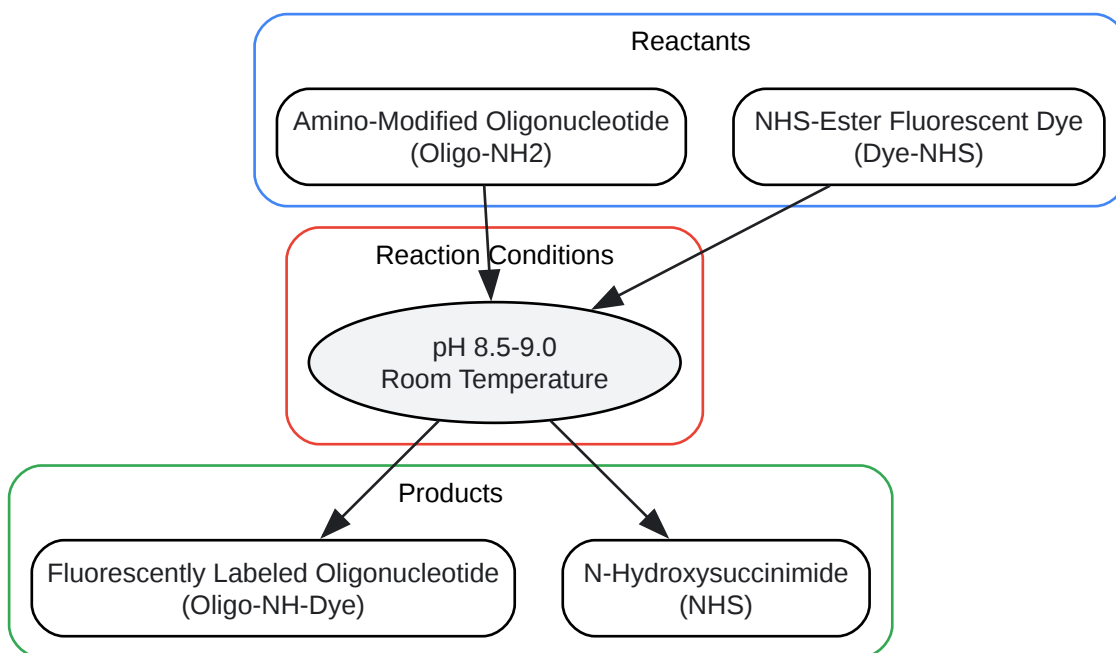 Reactants
Amino-Modified Oligonucleotide
(Oligo-NH2)
NHS-Ester Fluorescent Dye
(Dye-NHS)
Reaction Conditions
pH 8.5-9.0
Room Temperature
Products
Fluorescently Labeled Oligonucleotide
(Oligo-NH-Dye)
N-Hydroxysuccinimide
(NHS)